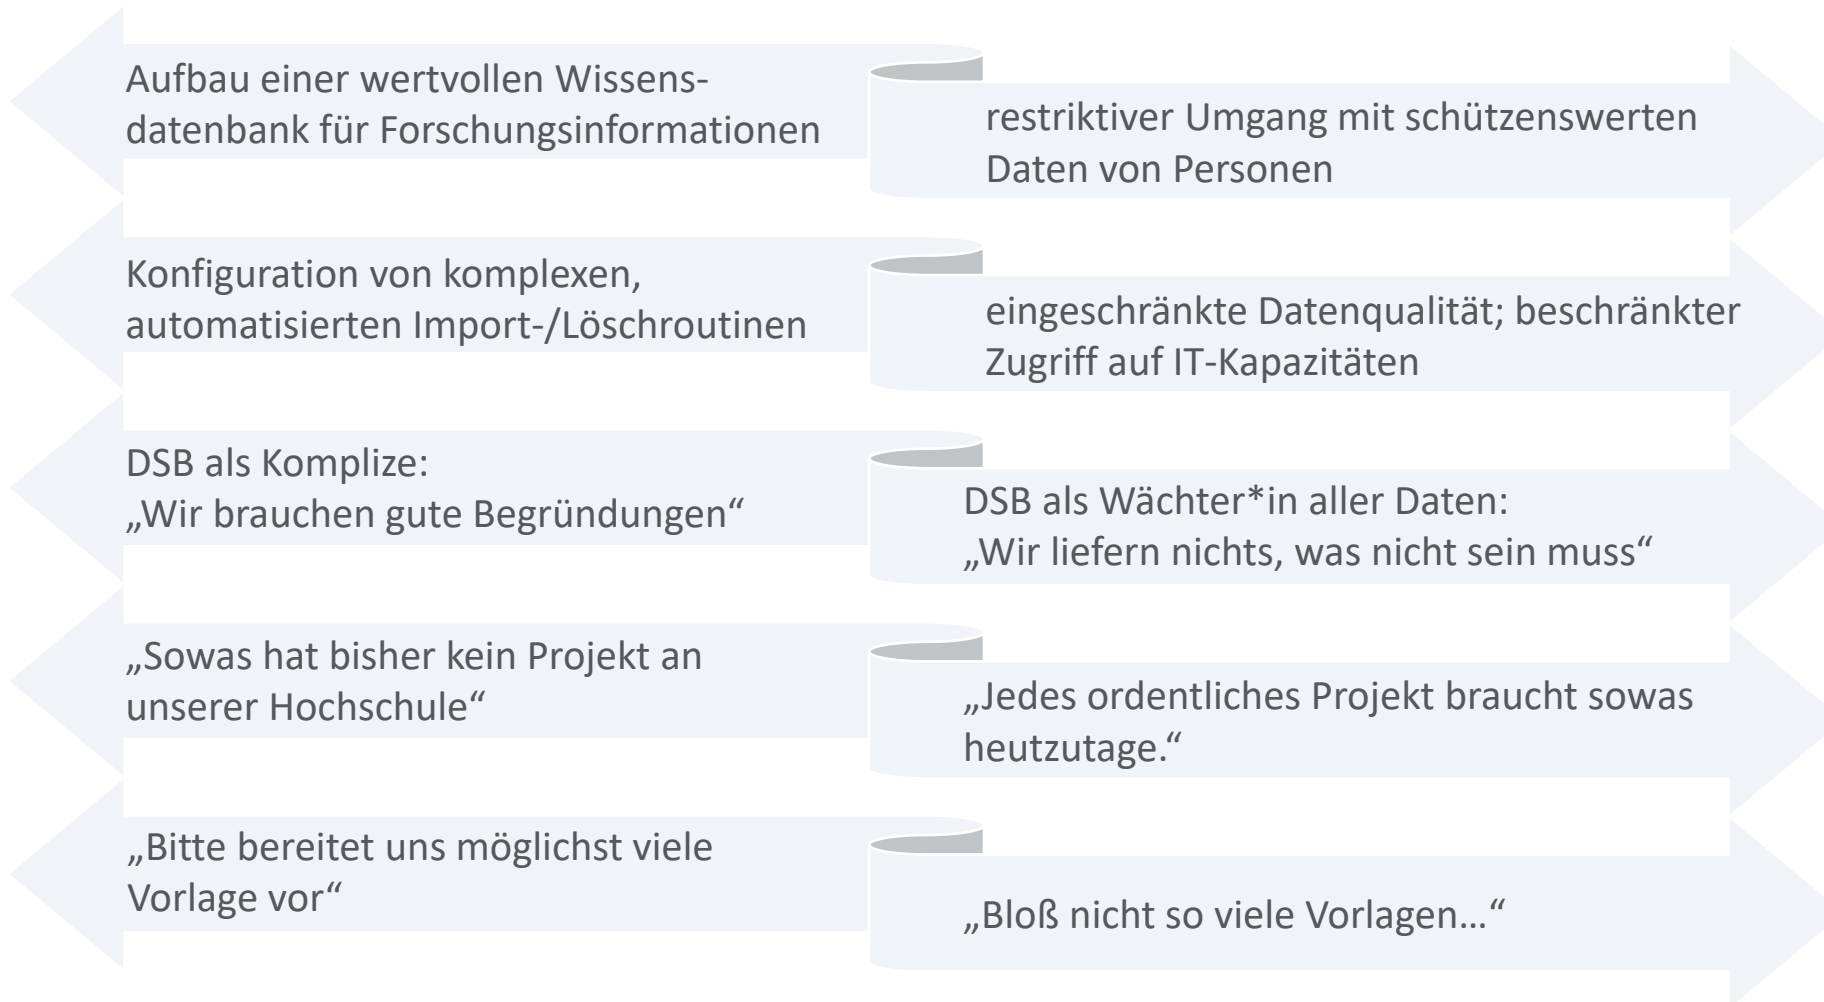 Aufbau einer wertvollen Wissens-
datenbank für Forschungsinformationen
restriktiver Umgang mit schützenswerten
Daten von Personen
Konfiguration von komplexen,
automatisierten Import-/Löschroutinen
eingeschränkte Datenqualität; beschränkter
Zugriff auf IT-Kapazitäten
DSB als Komplize:
„Wir brauchen gute Begründungen“
DSB als Wächter*in aller Daten:
„Wir liefern nichts, was nicht sein muss“
„Sowas hat bisher kein Projekt an
unserer Hochschule“
„Jedes ordentliches Projekt braucht sowas
heutzutage.“
„Bitte bereitet uns möglichst viele
Vorlage vor“
„Bloß nicht so viele Vorlagen…“